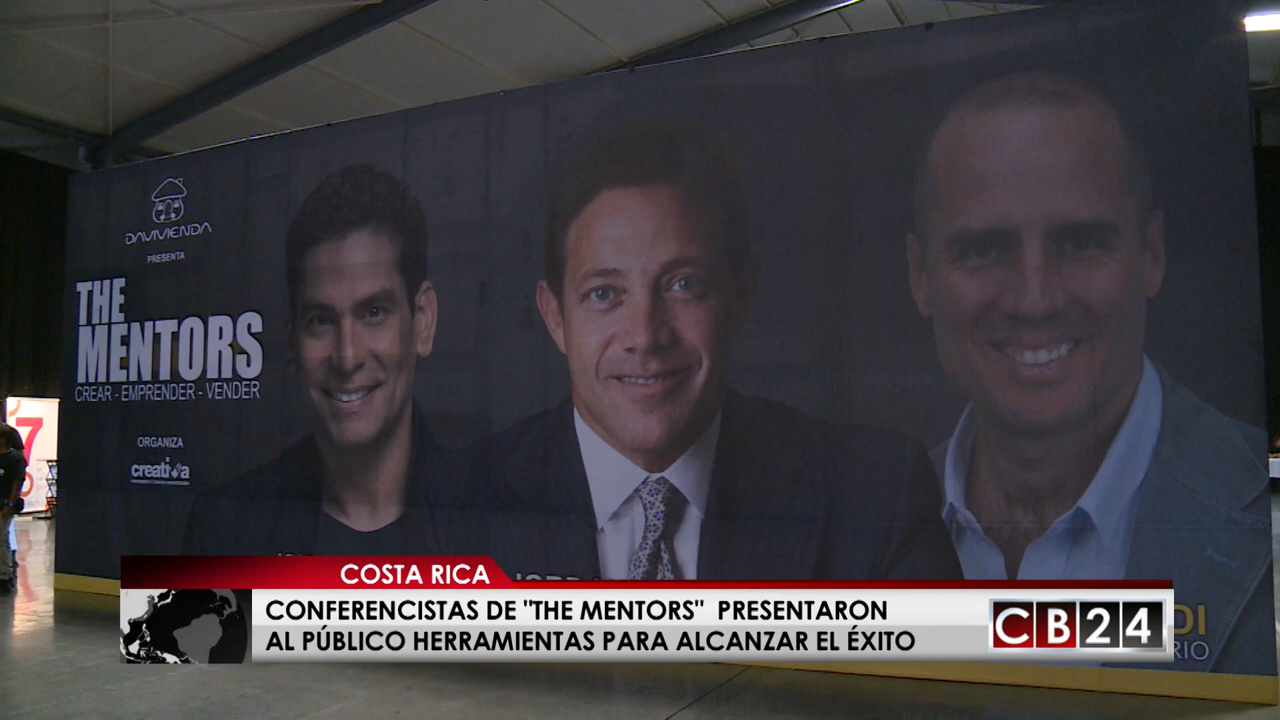 DAVIVIENDA
PRESENTA
THE
MENTORS
CREAR - EMPRENDER - VENDER
ORGANIZA
creativa
COSTA RICA
CONFERENCISTAS DE "THE MENTORS" PRESENTARON
AL PÚBLICO HERRAMIENTAS PARA ALCANZAR EL ÉXITO
CB24